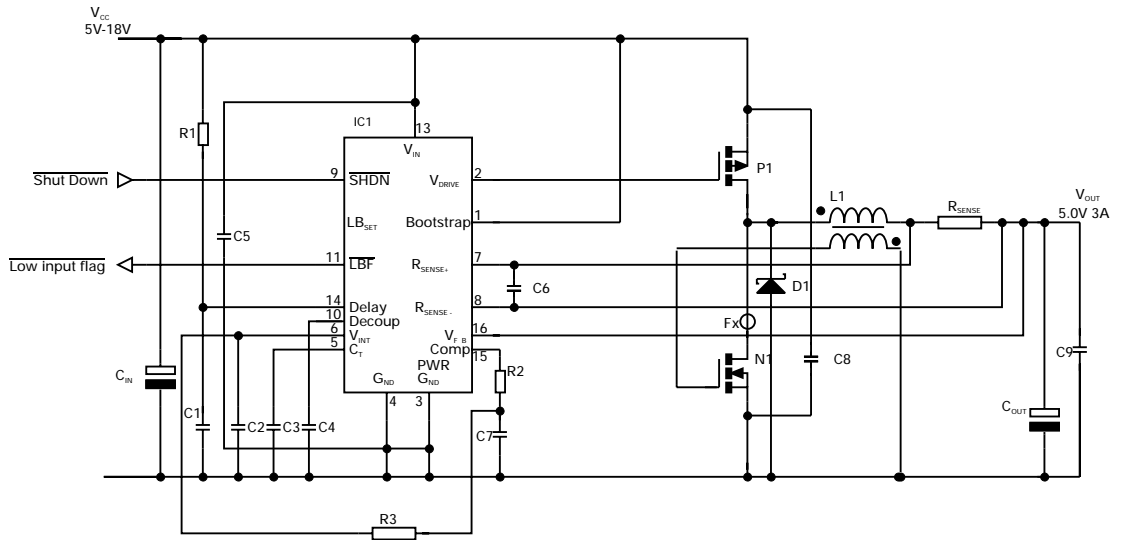 VCC
5V-18V
IC1
R1
13
VIN
Shut Down
9
SHDN
VDRIVE
2
P1
L1
RSENSE
VOUT
5.0V 3A
LBSET
Bootstrap
1
C5
Low input flag
11
LBF
RSENSE+
7
C6
D1
14
Delay
RSENSE -
8
10
Decoup
Fx
6
VINT
VF B
16
5
CT
Comp
15
PWR
N1
C8
C9
CIN
GND
GND
R2
4
3
COUT
C1
C2
C3
C4
C7
R3